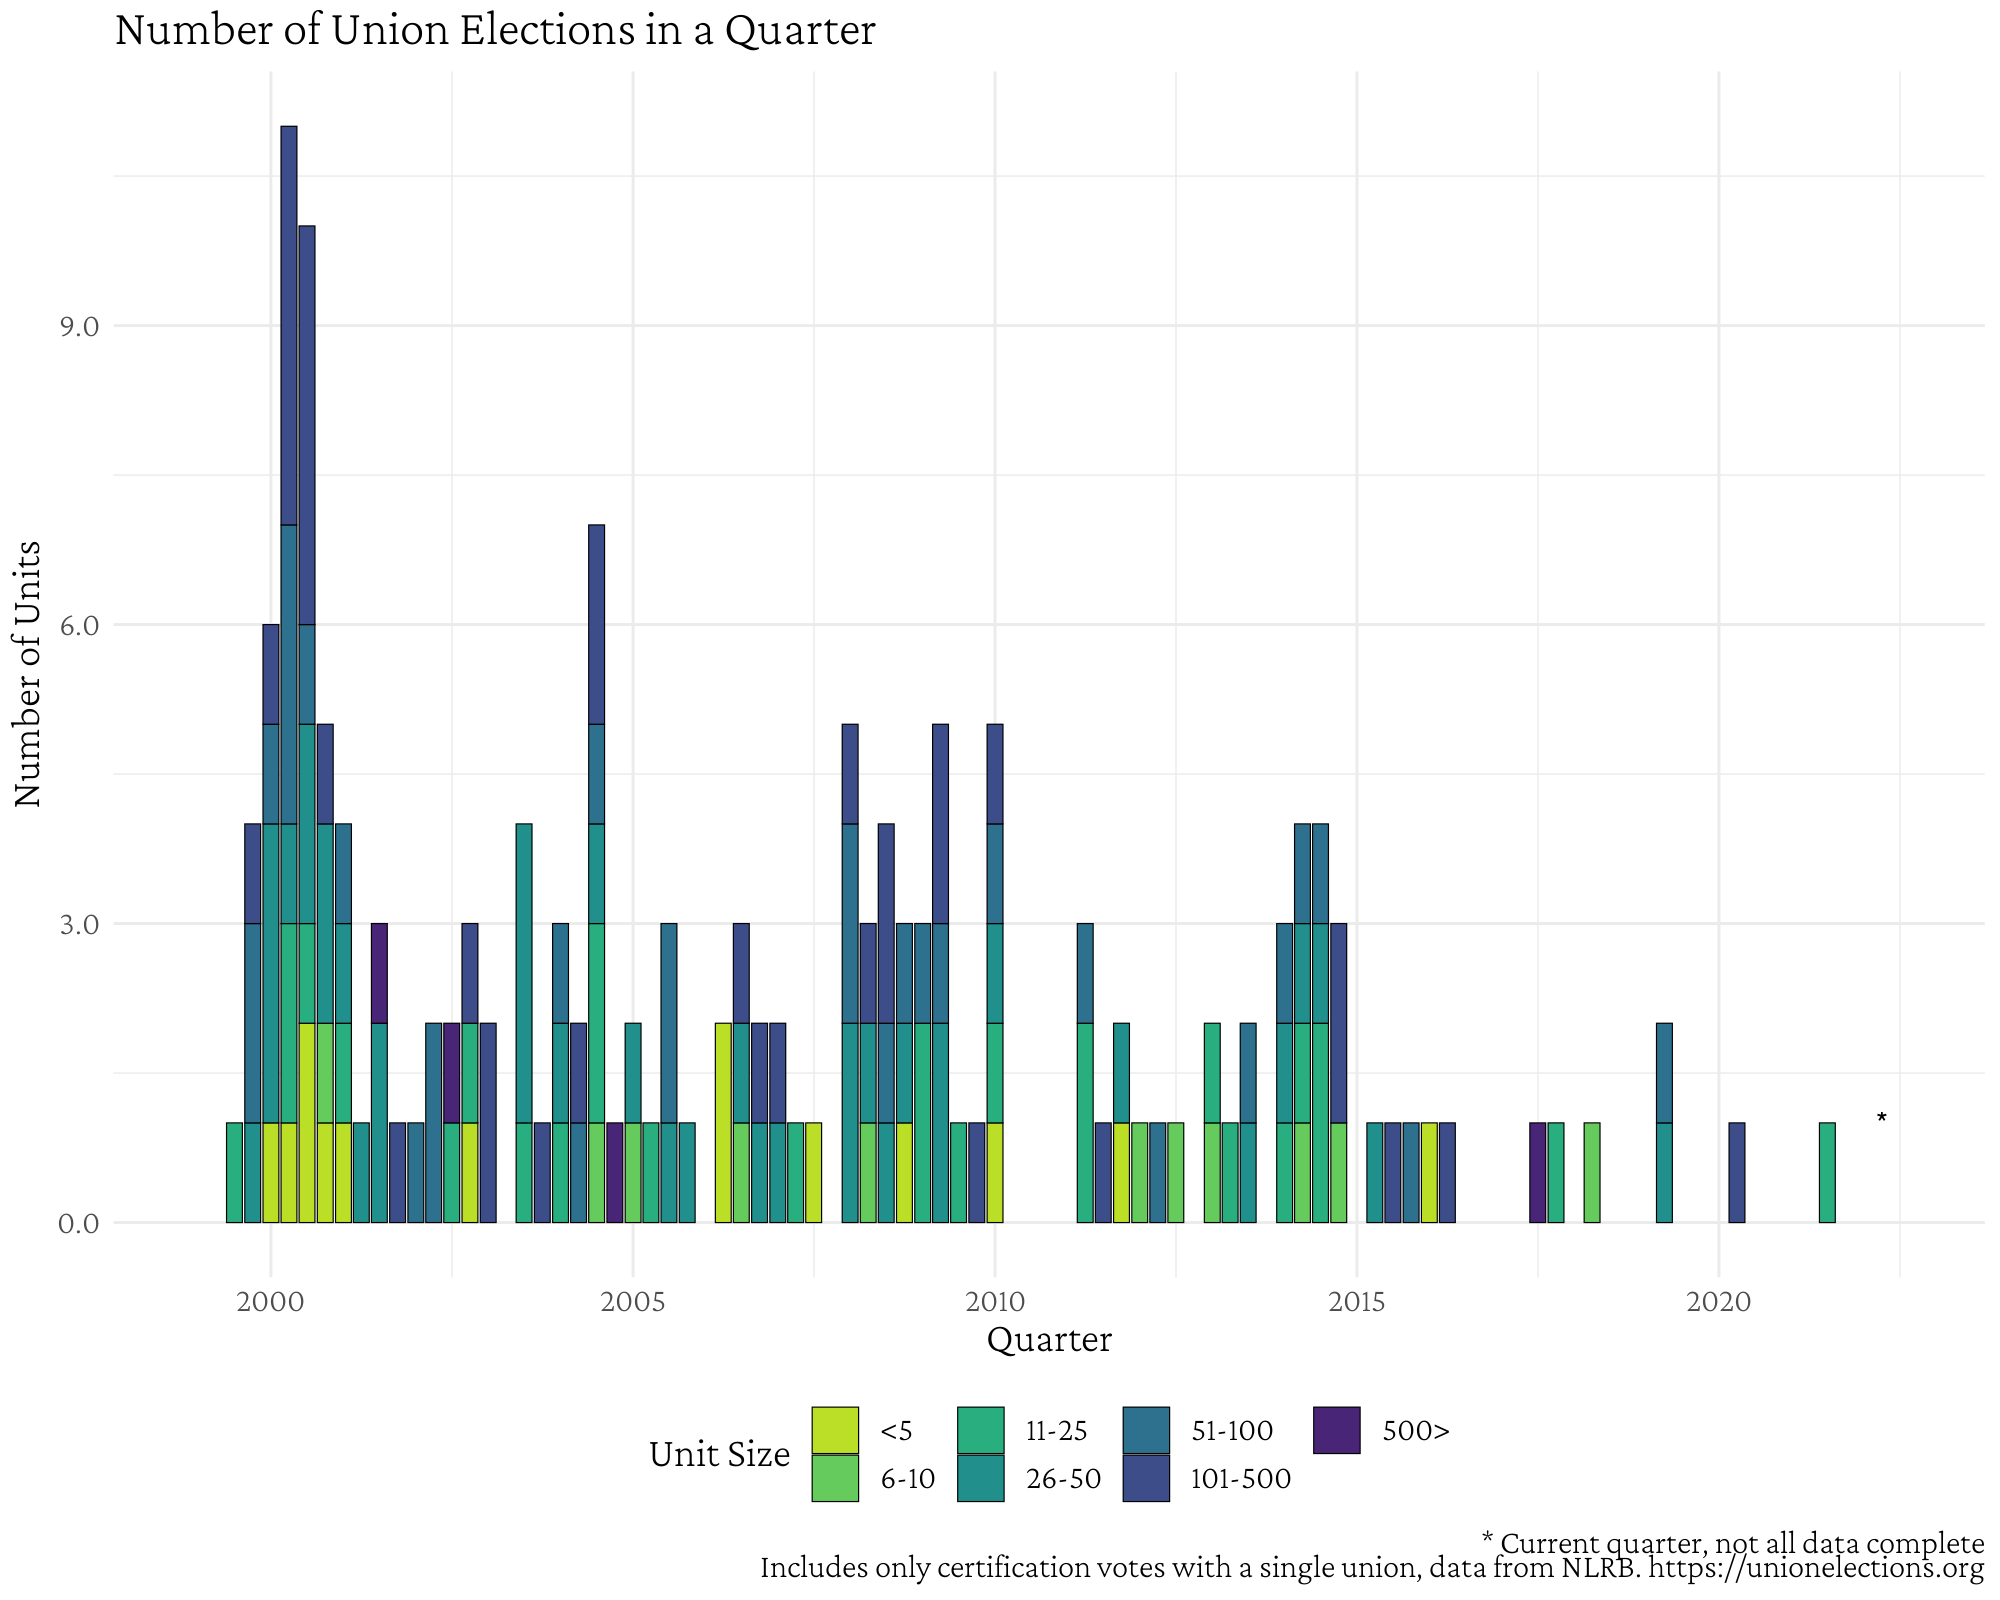 Number of Union Elections in a Quarter
Number of Units
9.0
6.0
3.0
0.0
*
2000 2005 2010 2015 2020
Quarter
Unit Size
<5 11-25 51-100 500>
6-10 26-50 101-500
* Current quarter, not all data complete
Includes only certification votes with a single union, data from NLRB. https://unionelections.org